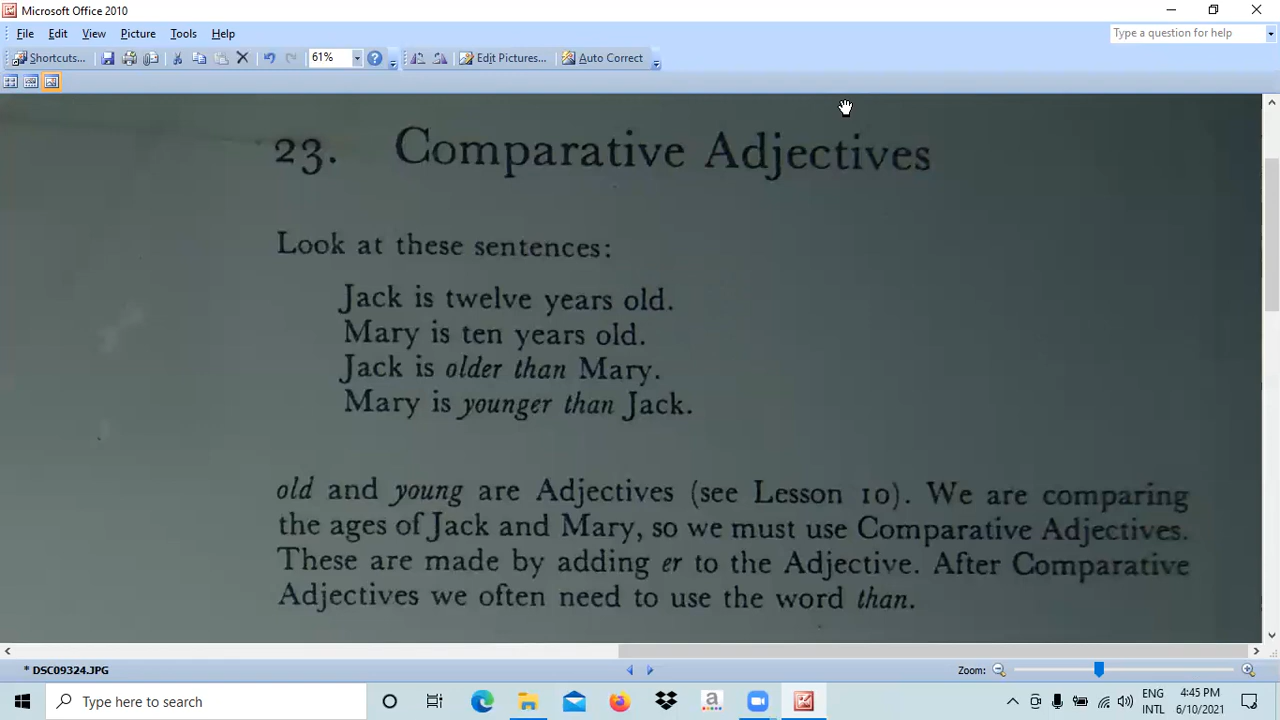 Microsoft Office 2010
File Edit View Picture Tools Help
Type a question for help
Shortcuts... 61% Edit Pictures... Auto Correct
23. Comparative Adjectives
Look at these sentences:
Jack is twelve years old.
Mary is ten years old.
Jack is older than Mary.
Mary is younger than Jack.
old and young are Adjectives (see Lesson 10). We are comparing
the ages of Jack and Mary, so we must use Comparative Adjectives.
These are made by adding er to the Adjective. After Comparative
Adjectives we often need to use the word than.
* DSC09324.JPG Zoom:
Type here to search
a
ENG 4:45 PM
INTL 6/10/2021